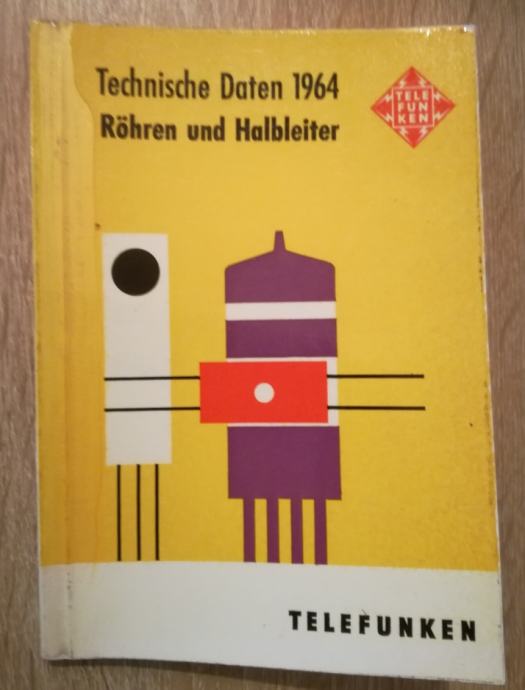 Technische Daten 1964
Röhren und Halbleiter
TELE
FUN
KEN
TELEFUNKEN